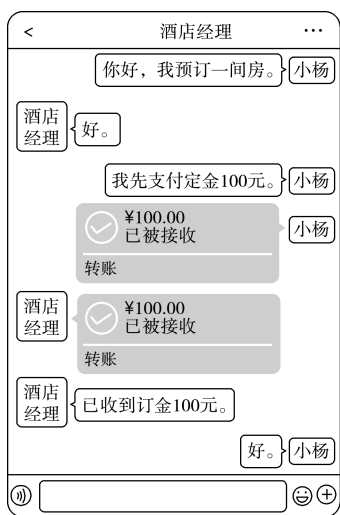 <
酒店经理
···
你好，我预订一间房。
小杨
酒店
经理
好。
我先支付定金100元。
小杨
¥100.00
已被接收
转账
小杨
酒店
经理
¥100.00
已被接收
转账
酒店
经理
已收到订金100元。
好。
小杨